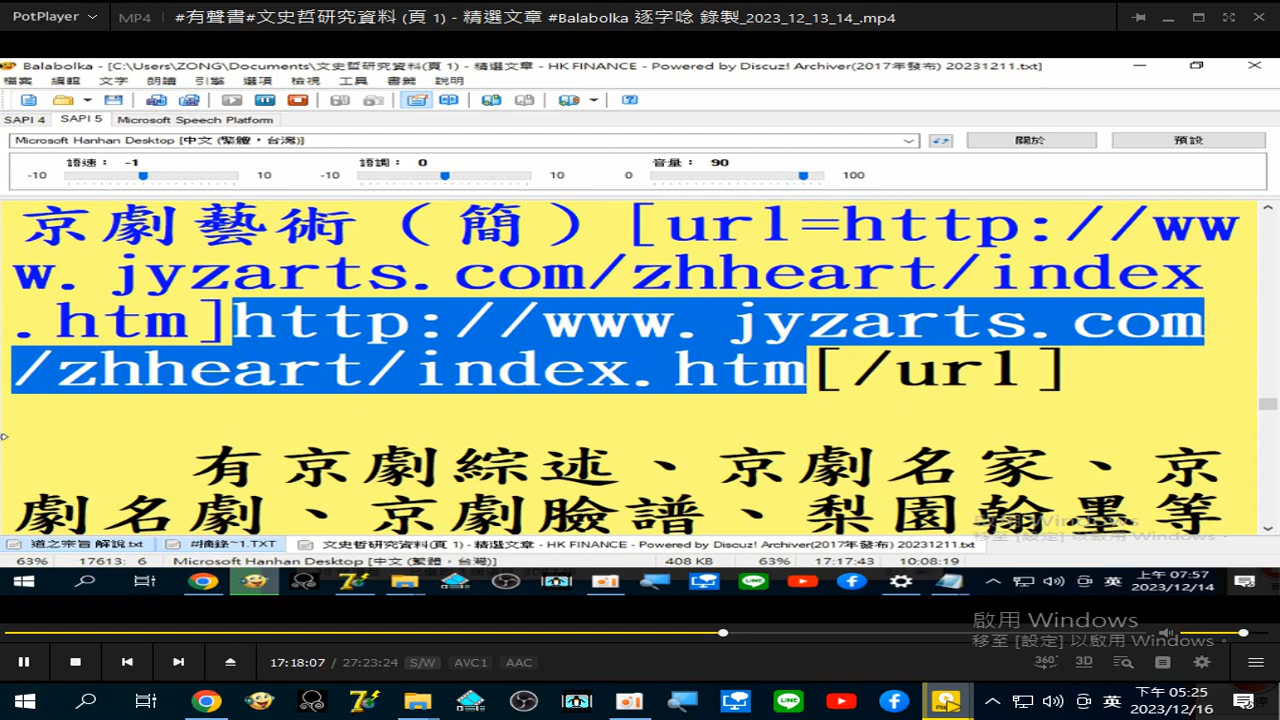 PotPlayer MP4 #有聲書#文史哲研究資料 (頁 1) - 精選文章 #Balabolka 逐字唸 錄製_2023_12_13_14_.mp4
Balabolka - [C:\Users\ZONG\Documents\文史哲研究資料(頁 1) - 精選文章 - HK FINANCE - Powered by Discuz! Archiver(2017年發布) 20231211.txt]
檔案 編輯 文字 朗讀 引擎 選項 檢視 工具 書籤 說明
SAPI 4 SAPI 5 Microsoft Speech Platform
Microsoft Hanhan Desktop [中文 (繁體，台灣)] 關於 預設
語速： -1 語調： 0 音量： 90
-10 10 -10 10 0 100
京劇藝術（簡）[url=http://ww
w.jyzarts.com/zhheart/index
.htm]http://www.jyzarts.com
/zhheart/index.htm[/url]
有京劇綜述、京劇名家、京
劇名劇、京劇臉譜、梨園翰墨等
啟用 Windows
移至 [設定] 以啟用 Windows。
道之宗旨 解說.txt #摘錄~1.TXT 文史哲研究資料(頁 1) - 精選文章 - HK FINANCE - Powered by Discuz! Archiver(2017年發布) 20231211.txt
63% 17613: 6 Microsoft Hanhan Desktop [中文 (繁體，台灣)] 408 KB 63% 17:17:43 10:08:19
英 上午 07:57
2023/12/14
啟用 Windows
移至 [設定] 以啟用 Windows。
17:18:07 / 27:23:24 S/W AVC1 AAC 360° 3D
英 下午 05:25
2023/12/16